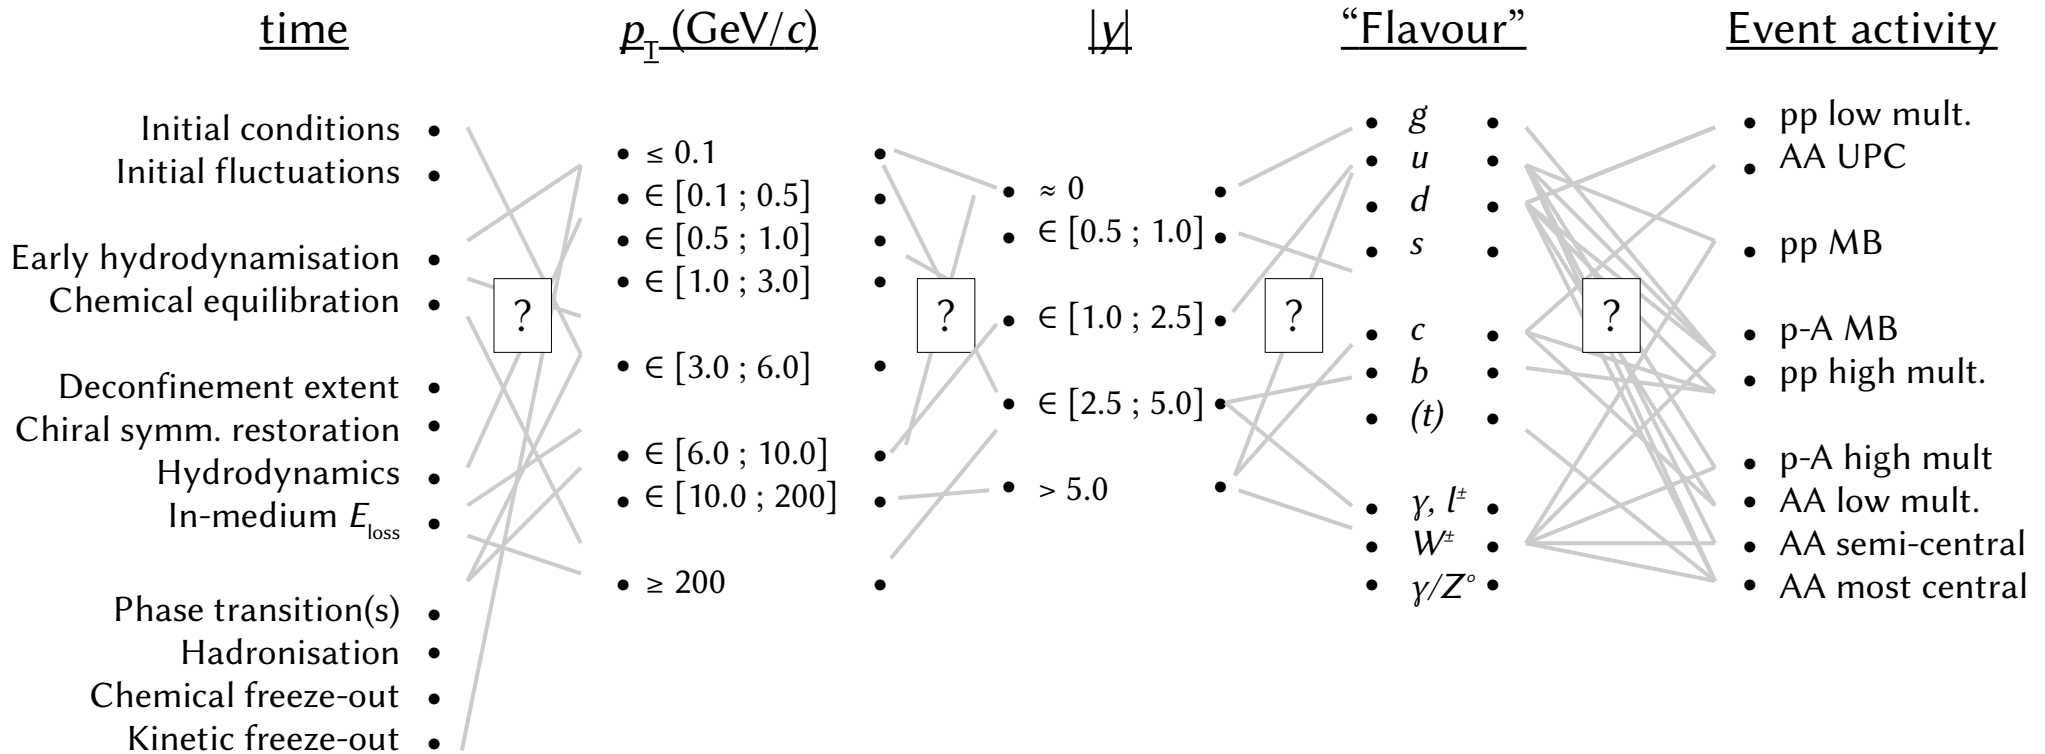 time
pT (GeV/c)
|y|
“Flavour”
Event activity
Initial conditions
Initial fluctuations
Early hydrodynamisation
Chemical equilibration
Deconfinement extent
Chiral symm. restoration
Hydrodynamics
In-medium Eloss
Phase transition(s)
Hadronisation
Chemical freeze-out
Kinetic freeze-out
?
• ≤ 0.1
• ∈ [0.1 ; 0.5]
• ∈ [0.5 ; 1.0]
• ∈ [1.0 ; 3.0]
• ∈ [3.0 ; 6.0]
• ∈ [6.0 ; 10.0]
• ∈ [10.0 ; 200]
• ≥ 200
?
• ≈ 0
• ∈ [0.5 ; 1.0]
• ∈ [1.0 ; 2.5]
• ∈ [2.5 ; 5.0]
• > 5.0
?
• g
• u
• d
• s
• c
• b
• (t)
• γ, l±
• W±
• γ/Z°
?
• pp low mult.
• AA UPC
• pp MB
• p-A MB
• pp high mult.
• p-A high mult
• AA low mult.
• AA semi-central
• AA most central